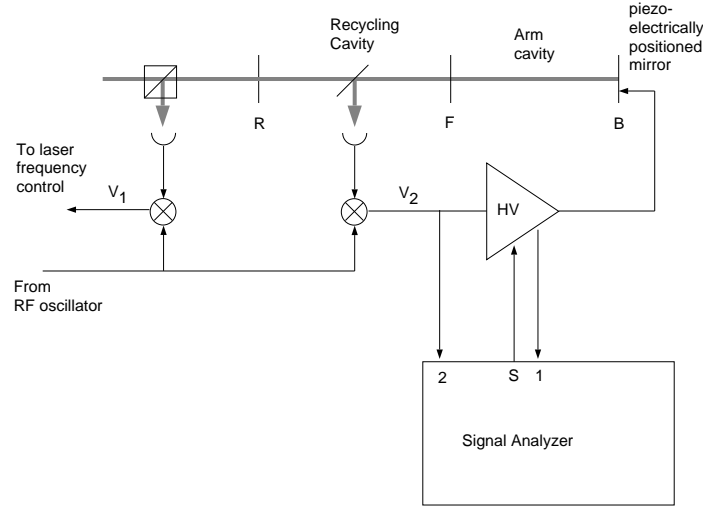 piezo-
electrically
positioned
mirror
Recycling
Cavity
Arm
cavity
R
F
B
To laser
frequency
control
V1
V2
HV
From
RF oscillator
2
S
1
Signal Analyzer